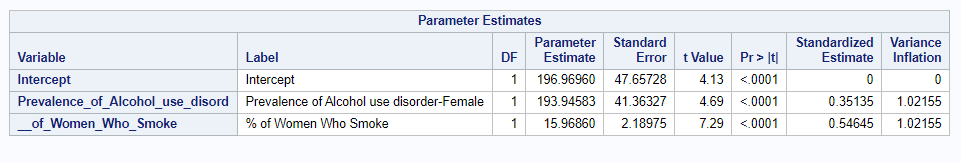 Parameter Estimates
Variable Label DF Parameter Estimate Standard Error t Value Pr > |t| Standardized Estimate Variance Inflation
Intercept Intercept 1 196.96960 47.65728 4.13 <.0001 0 0
Prevalence_of_Alcohol_use_disord Prevalence of Alcohol use disorder-Female 1 193.94583 41.36327 4.69 <.0001 0.35135 1.02155
__of_Women_Who_Smoke % of Women Who Smoke 1 15.96860 2.18975 7.29 <.0001 0.54645 1.02155